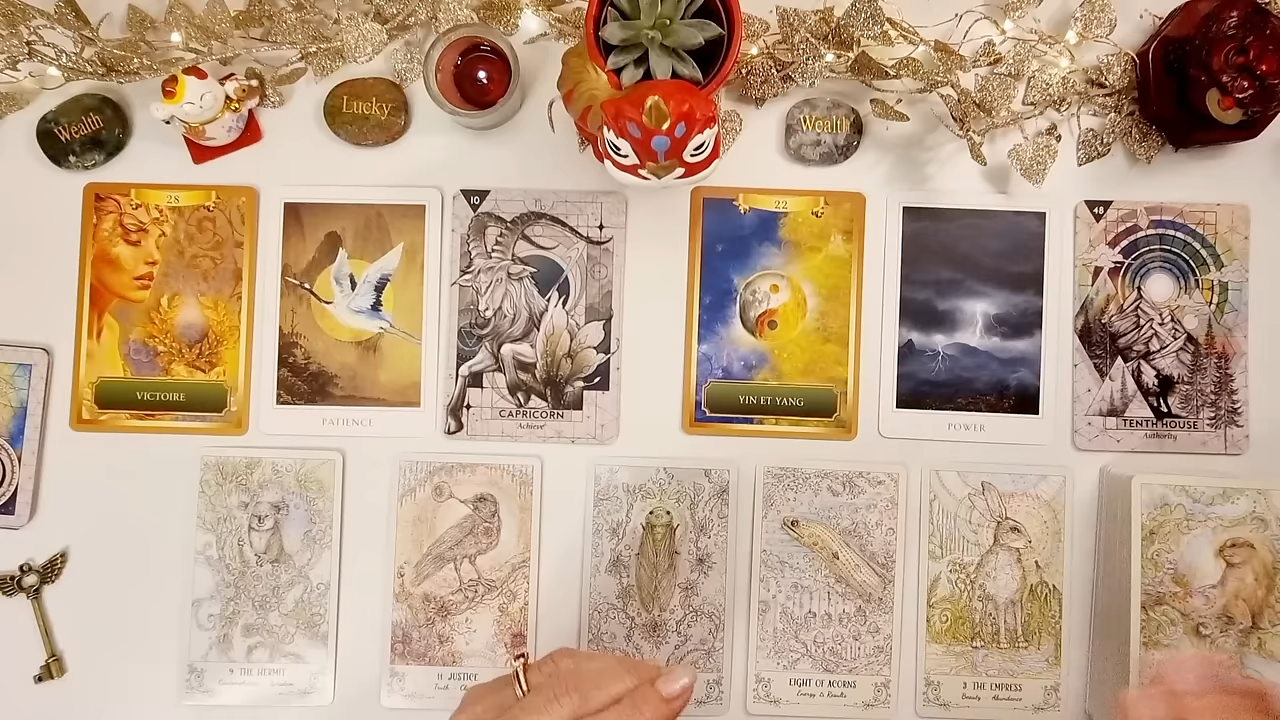 Wealth
Lucky
Wealth
28
VICTOIRE
PATIENCE
10
CAPRICORN
Achieve
22
YIN ET YANG
POWER
48
TENTH HOUSE
Authority
9 THE HERMIT
11 JUSTICE
Truth
EIGHT OF ACORNS
Energy & Results
3 THE EMPRESS
Beauty Abundance